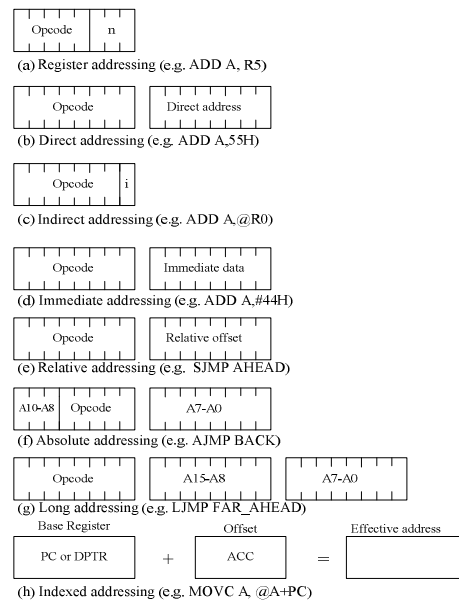 Opcode n
(a) Register addressing (e.g. ADD A, R5)
Opcode Direct address
(b) Direct addressing (e.g. ADD A,55H)
Opcode i
(c) Indirect addressing (e.g. ADD A,@R0)
Opcode Immediate data
(d) Immediate addressing (e.g. ADD A,#44H)
Opcode Relative offset
(e) Relative addressing (e.g. SJMP AHEAD)
A10-A8 Opcode A7-A0
(f) Absolute addressing (e.g. AJMP BACK)
Opcode A15-A8 A7-A0
(g) Long addressing (e.g. LJMP FAR_AHEAD)
Base Register Offset Effective address
PC or DPTR + ACC =
(h) Indexed addressing (e.g. MOVC A, @A+PC)